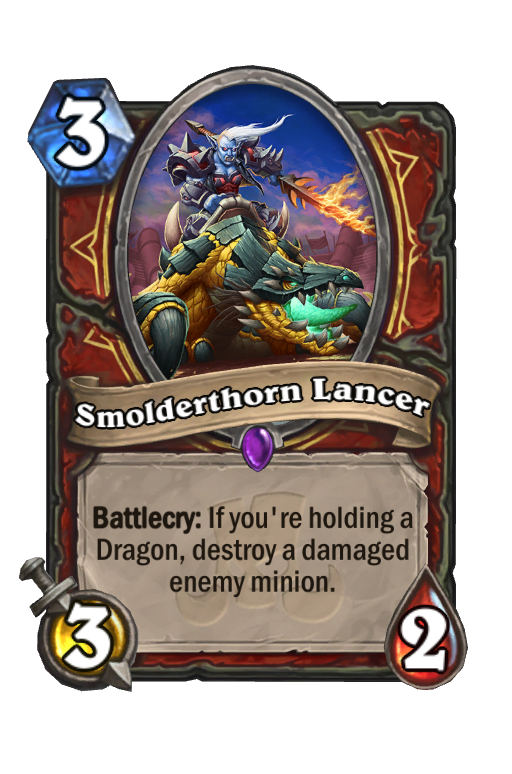 3
Smolderthorn Lancer
Battlecry: If you're holding a
Dragon, destroy a damaged
enemy minion.
3
2